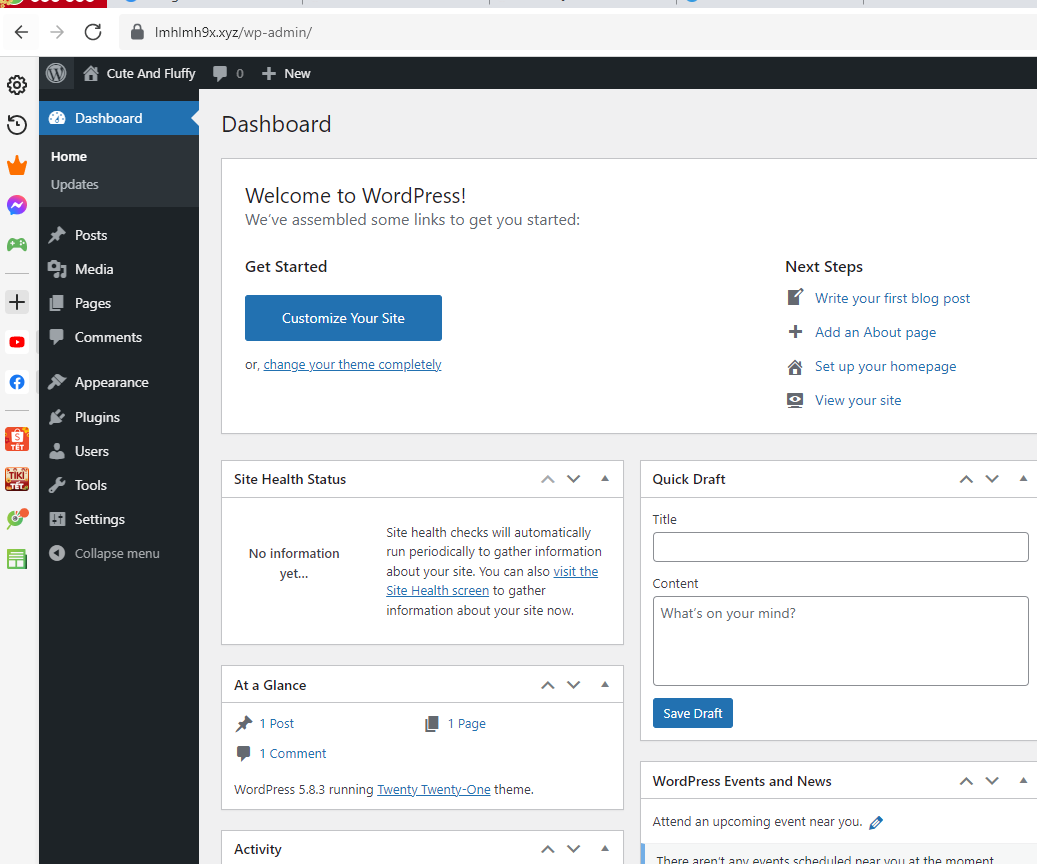 lmhlmh9x.xyz/wp-admin/
Cute And Fluffy
0
New
Dashboard
Home
Updates
Posts
Media
Pages
Comments
Appearance
Plugins
Users
Tools
Settings
Collapse menu
Dashboard
Welcome to WordPress!
We've assembled some links to get you started:
Get Started
Customize Your Site
or, change your theme completely
Next Steps
Write your first blog post
Add an About page
Set up your homepage
View your site
Site Health Status
No information
yet...
Site health checks will automatically
run periodically to gather information
about your site. You can also visit the
Site Health screen to gather
information about your site now.
At a Glance
1 Post
1 Page
1 Comment
WordPress 5.8.3 running Twenty Twenty-One theme.
Activity
Quick Draft
Title
Content
What's on your mind?
Save Draft
WordPress Events and News
Attend an upcoming event near you.
There aren't any events scheduled near you at the moment.
TẾT
TIKI
TẾT